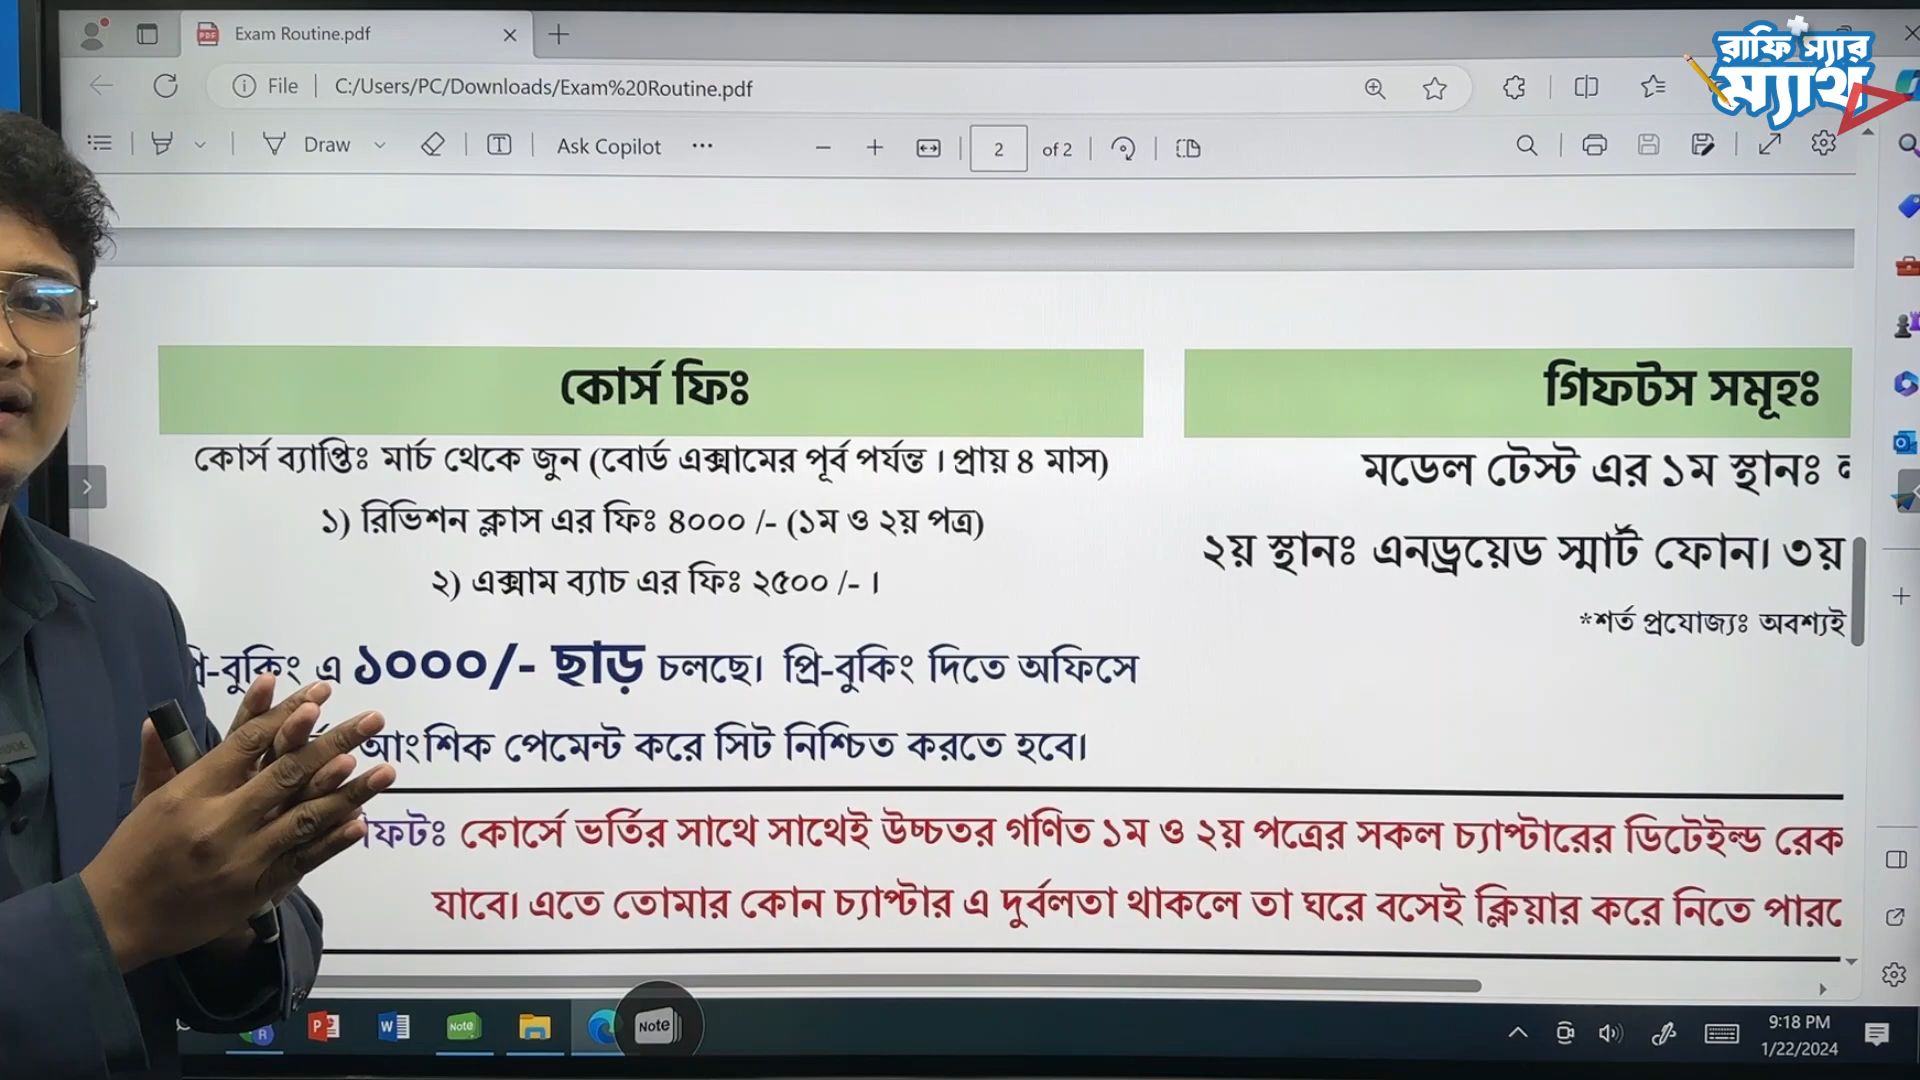 Exam Routine.pdf
রাফি স্যার
ম্যাথ
File
C:/Users/PC/Downloads/Exam%20Routine.pdf
Draw
Ask Copilot
2
of 2
কোর্স ফিঃ
কোর্স ব্যাপ্তিঃ মার্চ থেকে জুন (বোর্ড এক্সামের পূর্ব পর্যন্ত । প্রায় ৪ মাস)
১) রিভিশন ক্লাস এর ফিঃ ৪০০০ /- (১ম ও ২য় পত্র)
২) এক্সাম ব্যাচ এর ফিঃ ২৫০০ /- ।
প্রি-বুকিং এ ১০০০/- ছাড় চলছে। প্রি-বুকিং দিতে অফিসে
আংশিক পেমেন্ট করে সিট নিশ্চিত করতে হবে।
গিফটস সমূহঃ
মডেল টেস্ট এর ১ম স্থানঃ
২য় স্থানঃ এনড্রয়েড স্মার্ট ফোন। ৩য়
*শর্ত প্রযোজ্যঃ অবশ্যই
কোর্সে ভর্তির সাথে সাথেই উচ্চতর গণিত ১ম ও ২য় পত্রের সকল চ্যাপ্টারের ডিটেইল্ড রেক
যাবে। এতে তোমার কোন চ্যাপ্টার এ দুর্বলতা থাকলে তা ঘরে বসেই ক্লিয়ার করে নিতে পারবে
Note
Note
9:18 PM
1/22/2024